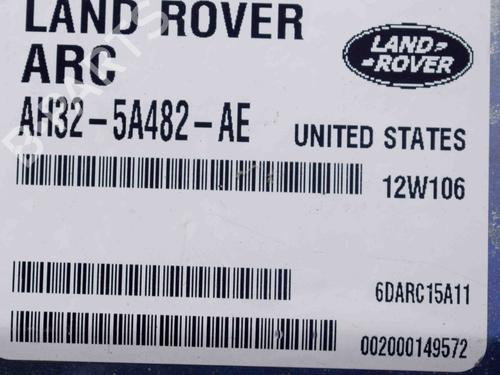 LAND ROVER
ARC
LAND
ROVER
AH32-5A482-AE
UNITED STATES
12W106
6DARC15A11
002000149572